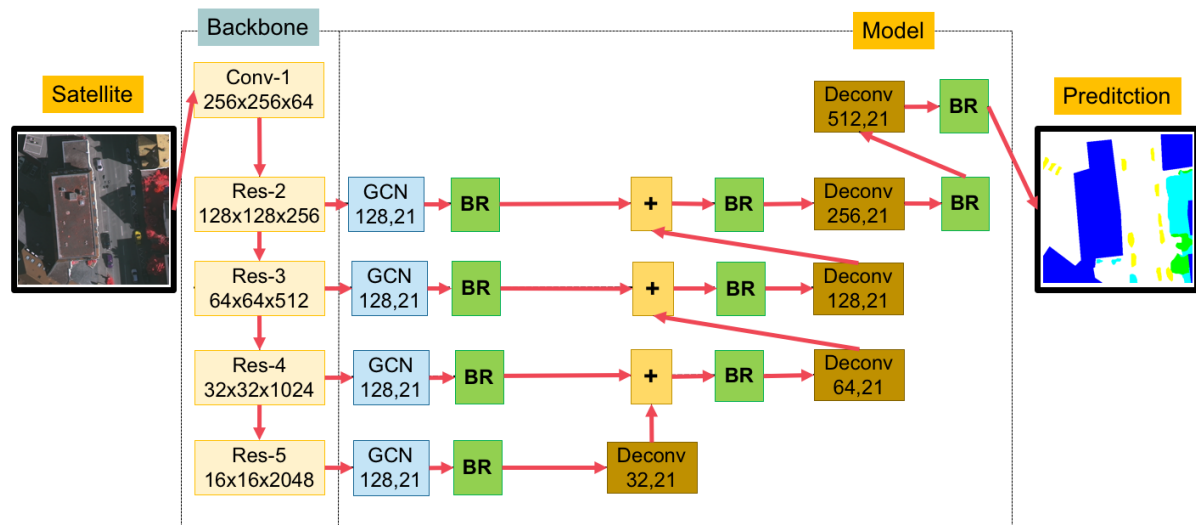 Backbone
Model
Satellite
Preditction
Conv-1
256x256x64
Deconv
512,21
BR
Res-2
128x128x256
GCN
128,21
BR
+
BR
Deconv
256,21
BR
Res-3
64x64x512
GCN
128,21
BR
+
BR
Deconv
128,21
Res-4
32x32x1024
GCN
128,21
BR
+
BR
Deconv
64,21
Res-5
16x16x2048
GCN
128,21
BR
Deconv
32,21